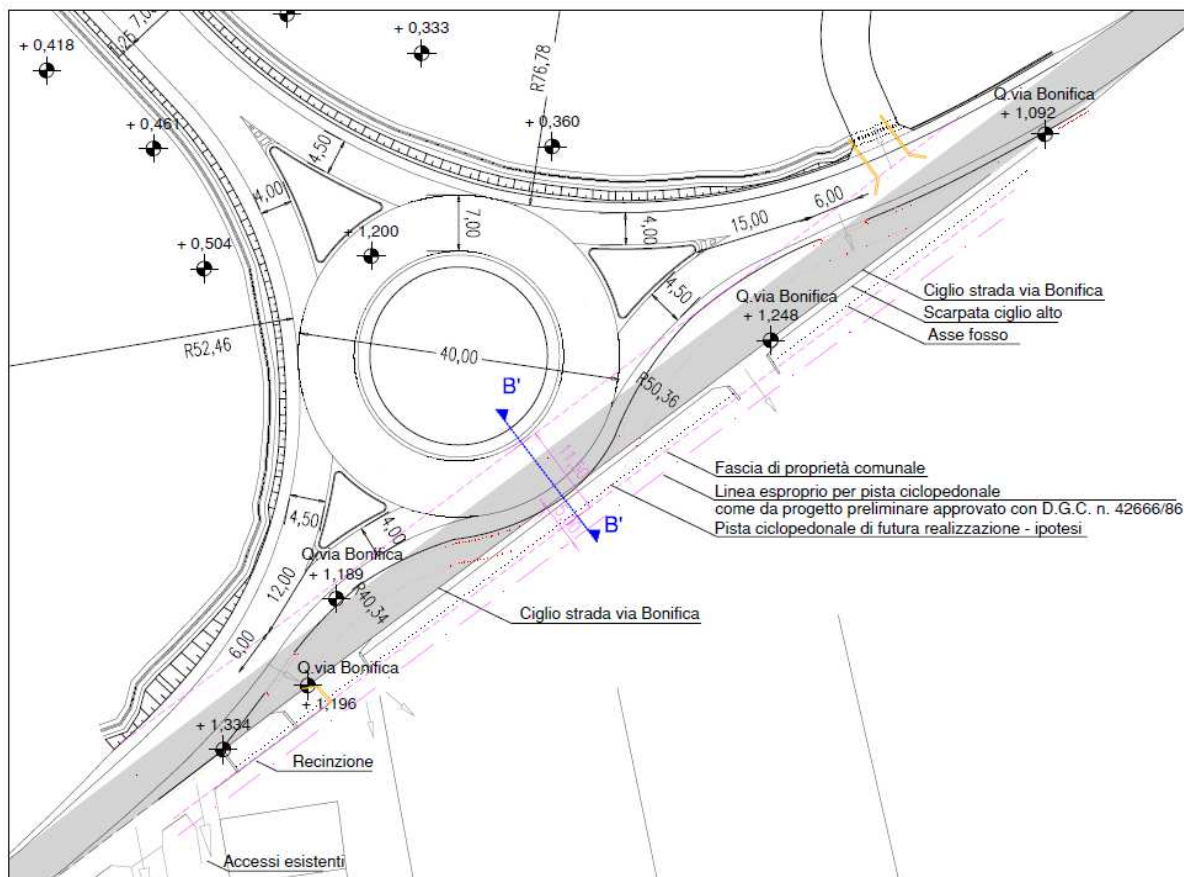 7,00
+ 0,418
+ 0,333
R76,78
+ 0,461
+ 0,360
Q.via Bonifica
+ 1,092
4,50
4,00
7,00
4,00
15,00
6,00
+ 0,504
+ 1,200
4,50
Q.via Bonifica
+ 1,248
Ciglio strada via Bonifica
Scarpata ciglio alto
Asse fosso
R52,46
40,00
B'
R50,36
Fascia di proprietà comunale
Linea esproprio per pista ciclopedonale
come da progetto preliminare approvato con D.G.C. n. 42666/86
Pista ciclopedonale di futura realizzazione - ipotesi
B'
4,50
4,00
Q.via Bonifica
+ 1,189
12,00
R40,34
6,00
Ciglio strada via Bonifica
Q.via Bonifica
+ 1,196
+ 1,334
Recinzione
Accessi esistenti